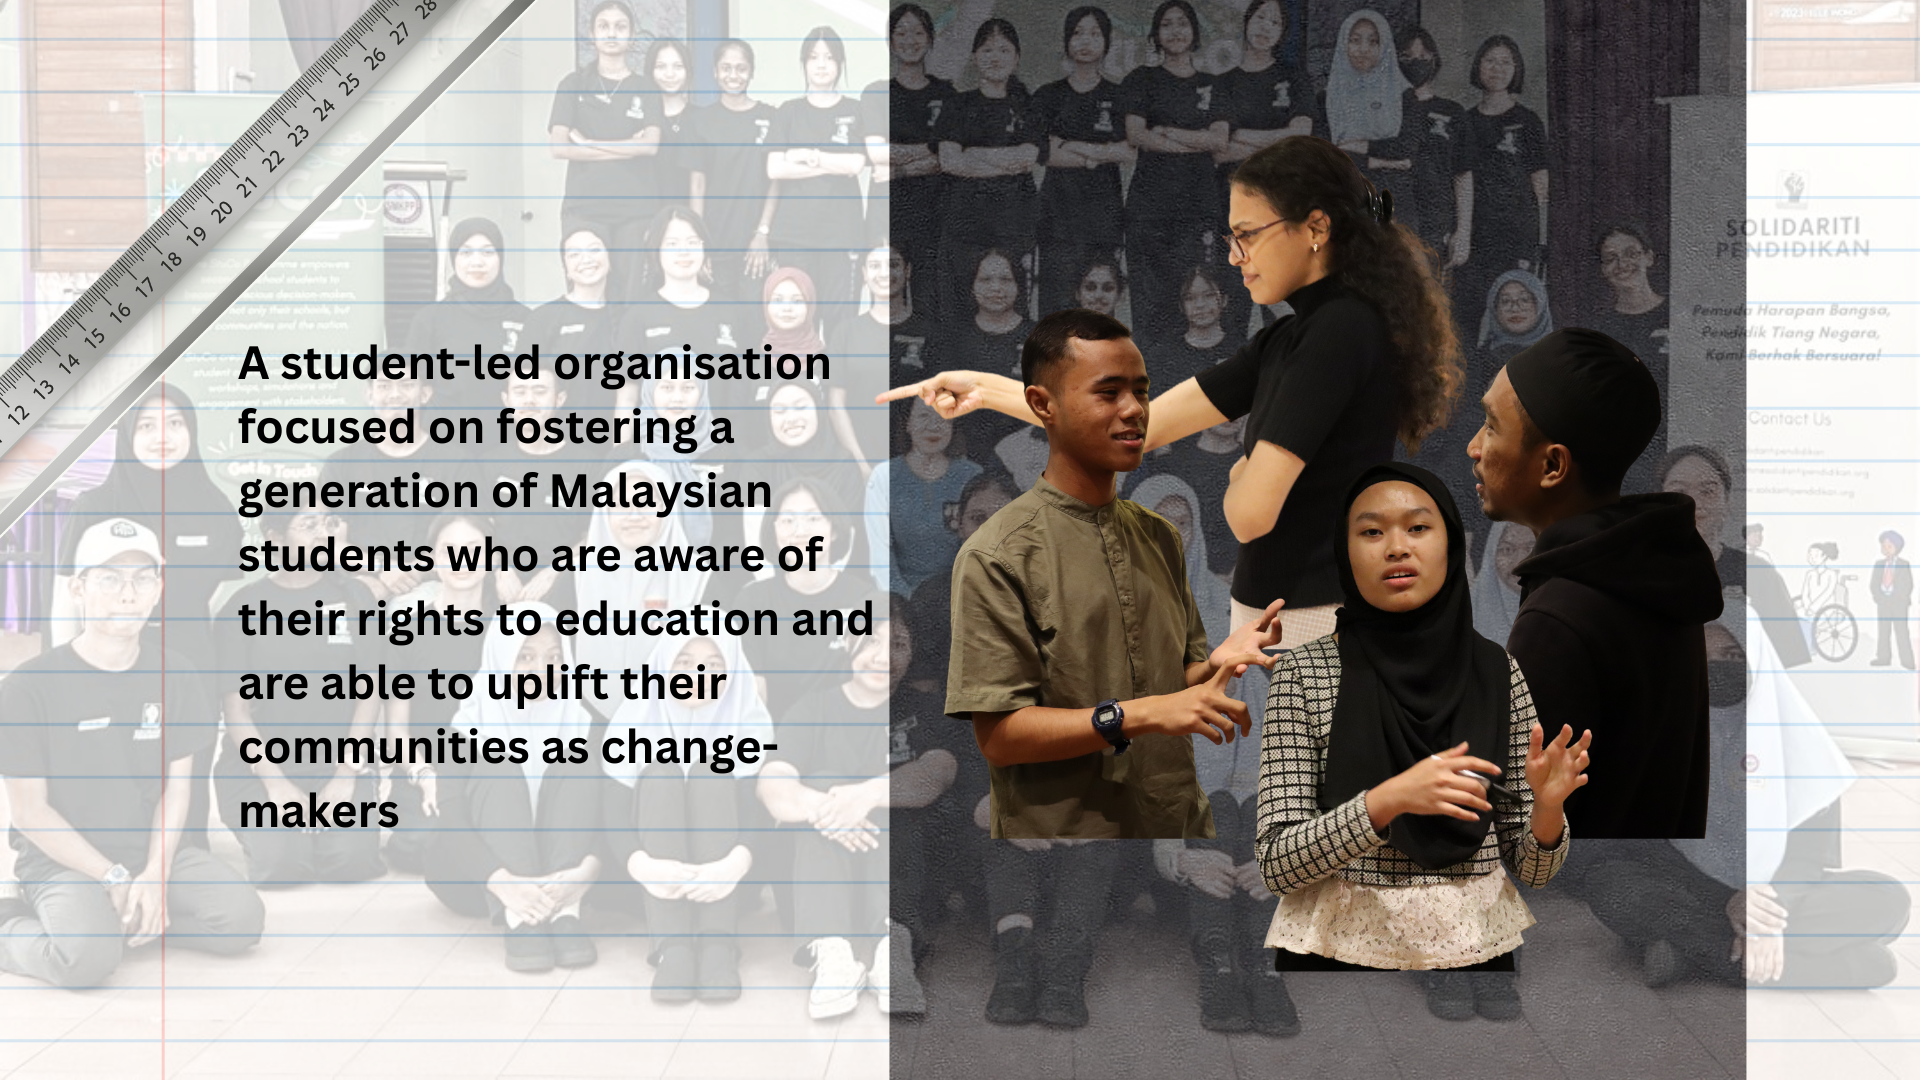 A student-led organisation
focused on fostering a
generation of Malaysian
students who are aware of
their rights to education and
are able to uplift their
communities as change-
makers
12 13 14 15 16 17 18 19 20 21 22 23 24 25 26 27 28
SOLIDARITI
PENDIDIKAN
Pemuda Harapan Bangsa,
Pendidik Tiang Negara,
Kami Berhak Bersuara!
Contact Us
Get In Touch